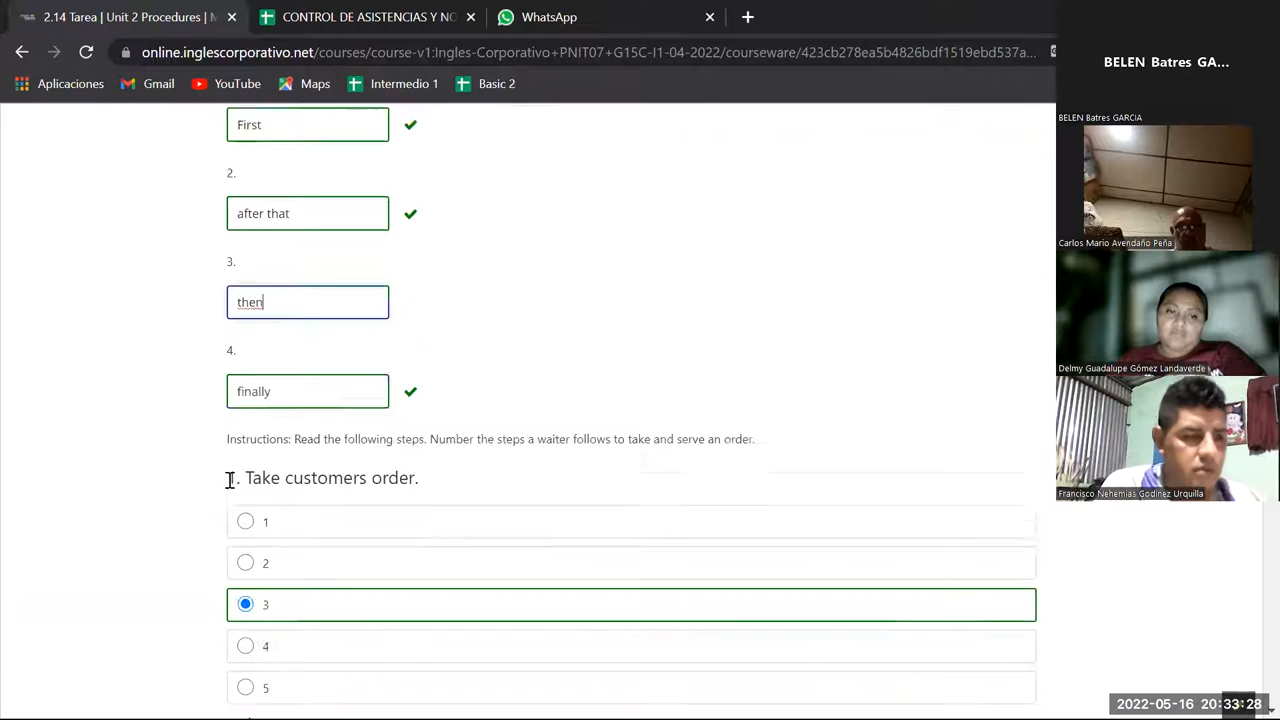 2.14 Tarea | Unit 2 Procedures | M
CONTROL DE ASISTENCIAS Y NO
WhatsApp
online.inglescorporativo.net/courses/course-v1:Ingles-corporativo+PNIT07+G15C-I1-04-2022/courseware/423cb278ea5b4826bdf1519ebd537a...
Aplicaciones
Gmail
YouTube
Maps
Intermedio 1
Basic 2
First
2.
after that
3.
then
4.
finally
Instructions: Read the following steps. Number the steps a waiter follows to take and serve an order.
1. Take customers order.
1
2
3
4
5
BELEN Batres GA...
BELEN Batres GARCIA
Carlos Mario Avendaño Peña
Delmy Guadalupe Gómez Landaverde
Francisco Nehemias Godinez Urquilla
2022-05-16 20:33:28